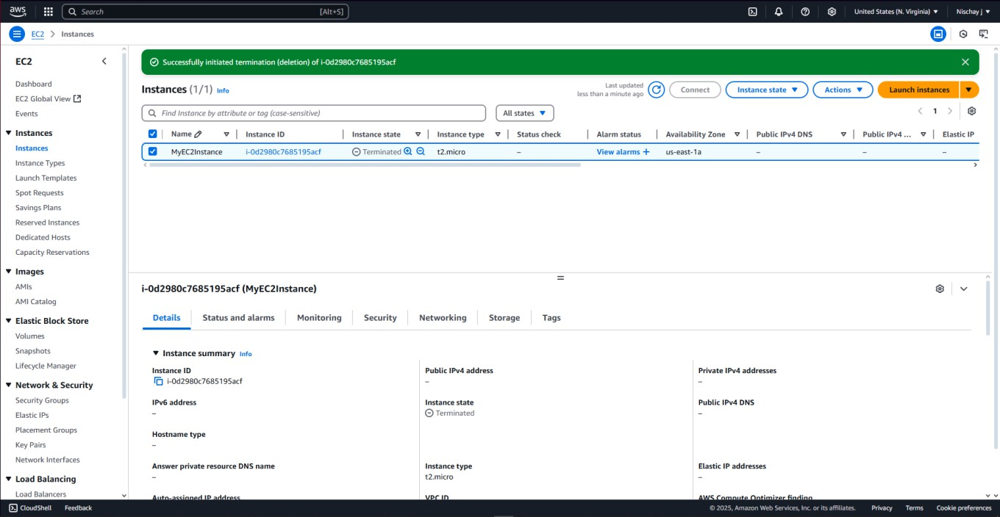 aws
Search [Alt+S]
United States (N. Virginia)
Nischay j
EC2 Instances
EC2
Dashboard
EC2 Global View
Events
Instances
Instances
Instance Types
Launch Templates
Spot Requests
Savings Plans
Reserved Instances
Dedicated Hosts
Capacity Reservations
Images
AMIs
AMI Catalog
Elastic Block Store
Volumes
Snapshots
Lifecycle Manager
Network & Security
Security Groups
Elastic IPs
Placement Groups
Key Pairs
Network Interfaces
Load Balancing
Load Balancers
Successfully initiated termination (deletion) of i-0d2980c7685195acf
Instances (1/1) Info
Last updated
less than a minute ago
Connect
Instance state
Actions
Launch instances
Find Instance by attribute or tag (case-sensitive)
All states
1
Name Instance ID Instance state Instance type Status check Alarm status Availability Zone Public IPv4 DNS Public IPv4 ... Elastic IP
MyEC2Instance i-0d2980c7685195acf Terminated t2.micro – View alarms + us-east-1a – – –
i-0d2980c7685195acf (MyEC2Instance)
Details Status and alarms Monitoring Security Networking Storage Tags
Instance summary Info
Instance ID
i-0d2980c7685195acf
Public IPv4 address
–
Private IPv4 addresses
–
IPv6 address
–
Instance state
Terminated
Public IPv4 DNS
–
Hostname type
–
Answer private resource DNS name
–
Instance type
t2.micro
Elastic IP addresses
–
Auto-assigned IP address
VPC ID
AWS Compute Optimizer finding
CloudShell Feedback
© 2025, Amazon Web Services, Inc. or its affiliates. Privacy Terms Cookie preferences